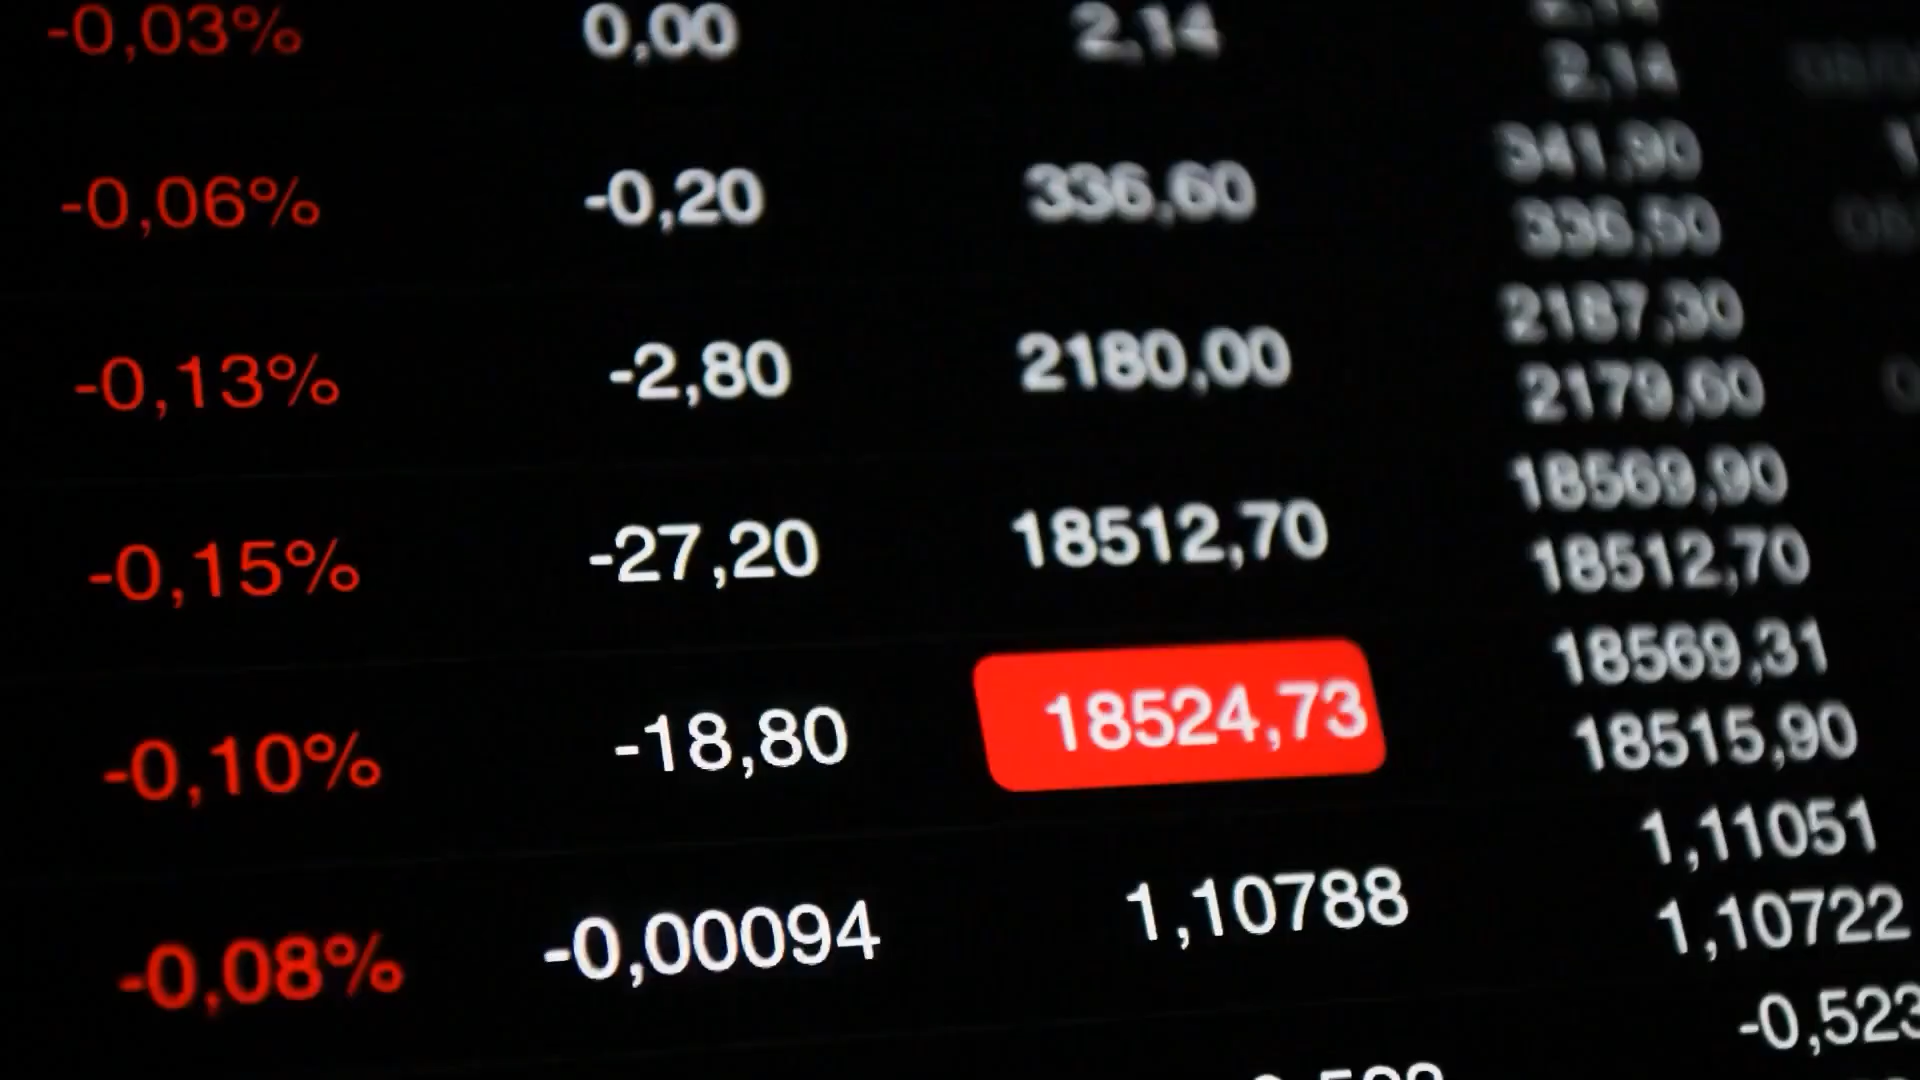 -0,03% 0,00 2,14 2,14
-0,06% -0,20 336,60 341,90
336,50
-0,13% -2,80 2180,00 2187,30
2179,60
-0,15% -27,20 18512,70 18569,90
18512,70
-0,10% -18,80 18524,73 18569,31
18515,90
-0,08% -0,00094 1,10788 1,11051
1,10722
-0,523